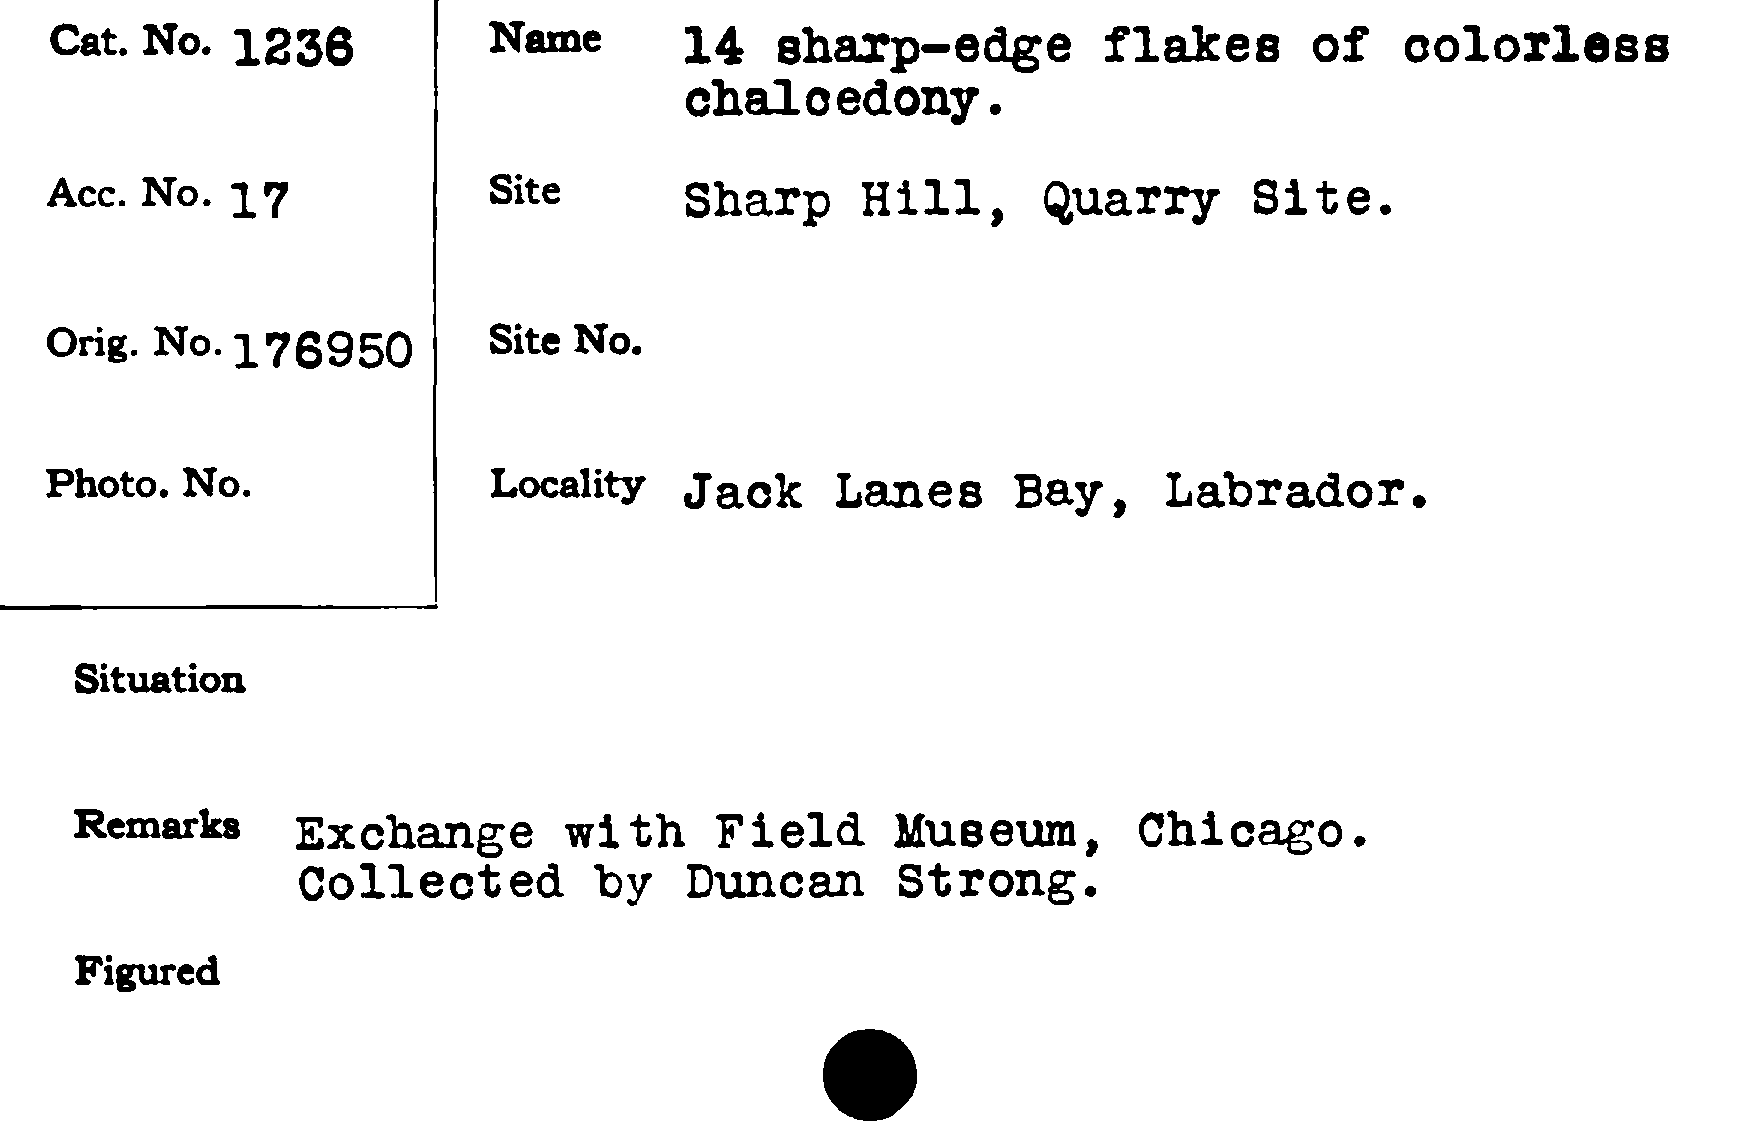 Cat. No. 1236
Name 14 sharp-edge flakes of colorless
chalcedony.
Acc. No. 17
Site Sharp Hill, Quarry Site.
Orig. No. 176950
Site No.
Photo. No.
Locality Jack Lanes Bay, Labrador.
Situation
Remarks Exchange with Field Museum, Chicago.
Collected by Duncan Strong.
Figured